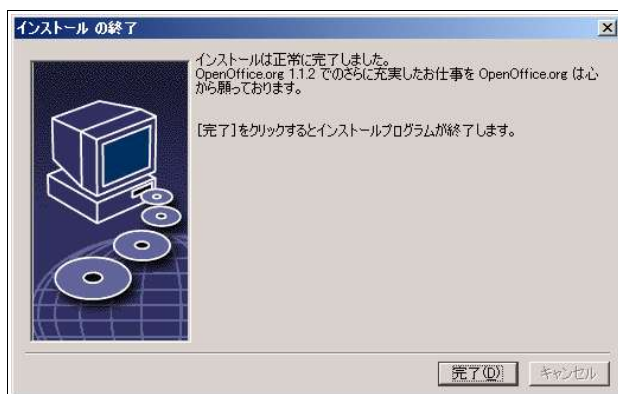 インストール の終了
インストールは正常に完了しました。
OpenOffice.org 1.1.2 でのさらに充実したお仕事を OpenOffice.org は心
から願っております。
[完了]をクリックするとインストールプログラムが終了します。
完了(D)
キャンセル